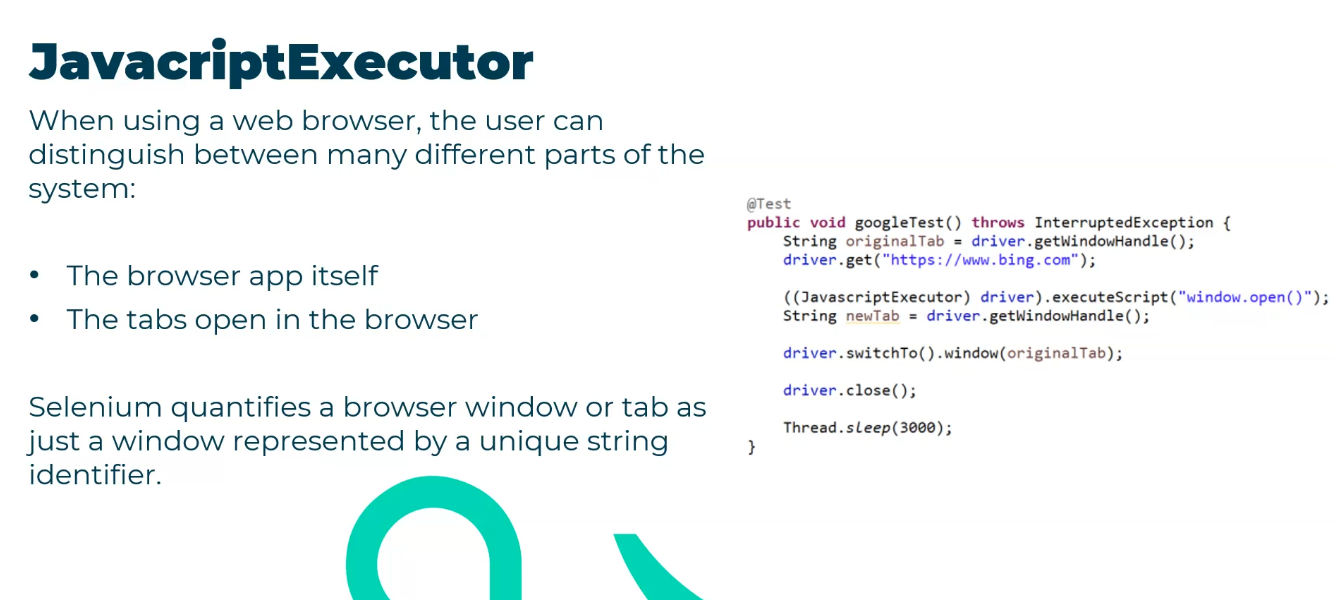 JavacriptExecutor
When using a web browser, the user can
distinguish between many different parts of the
system:
• The browser app itself
• The tabs open in the browser
Selenium quantifies a browser window or tab as
just a window represented by a unique string
identifier.
@Test
public void googleTest() throws InterruptedException {
String originalTab = driver.getWindowHandle();
driver.get("https://www.bing.com");
((JavascriptExecutor) driver).executeScript("window.open()");
String newTab = driver.getWindowHandle();
driver.switchTo().window(originalTab);
driver.close();
Thread.sleep(3000);
}